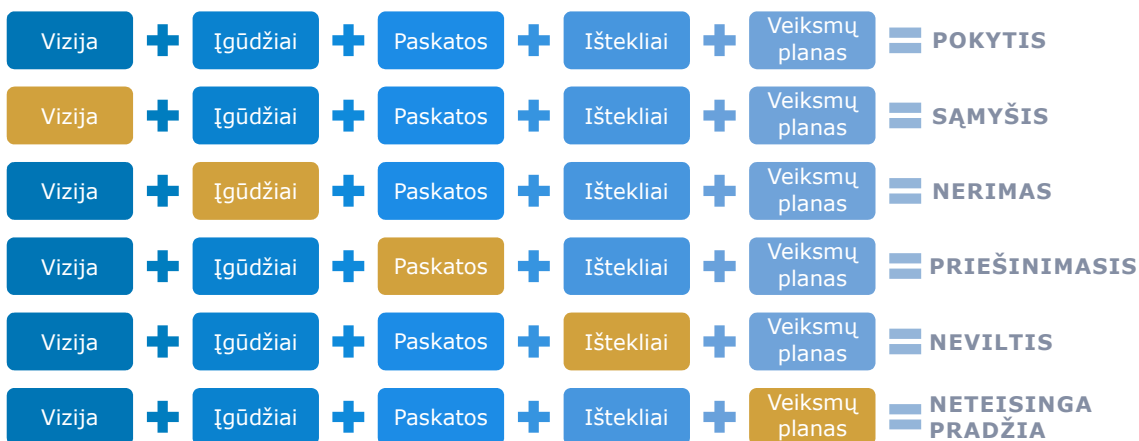 Vizija + Įgūdžiai + Paskatos + Ištekliai + Veiksmų planas = POKYTIS
Vizija + Įgūdžiai + Paskatos + Ištekliai + Veiksmų planas = SĄMYŠIS
Vizija + Įgūdžiai + Paskatos + Ištekliai + Veiksmų planas = NERIMAS
Vizija + Įgūdžiai + Paskatos + Ištekliai + Veiksmų planas = PRIEŠINIMASIS
Vizija + Įgūdžiai + Paskatos + Ištekliai + Veiksmų planas = NEVILTIS
Vizija + Įgūdžiai + Paskatos + Ištekliai + Veiksmų planas = NETEISINGA PRADŽIA